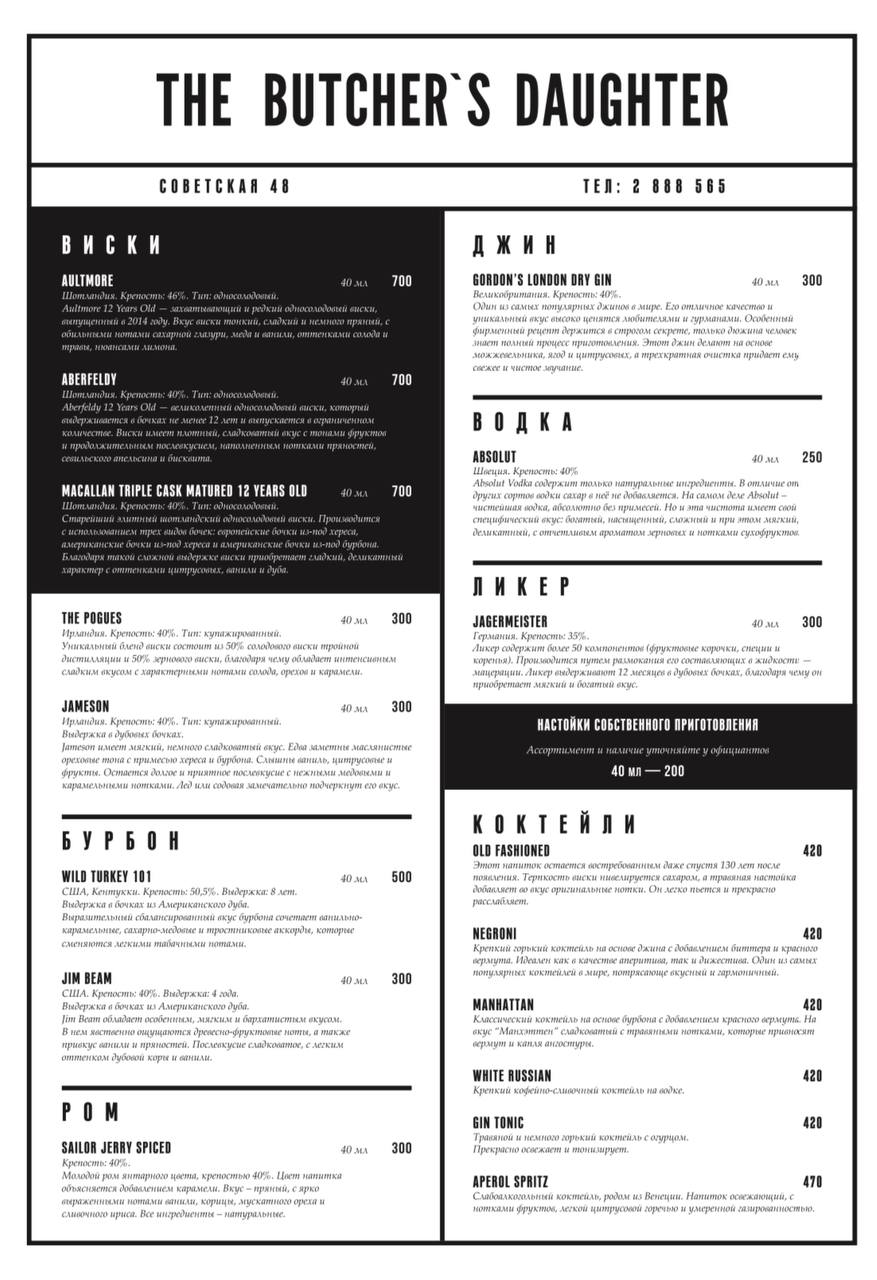 THE BUTCHER`S DAUGHTER
СОВЕТСКАЯ 48
ТЕЛ: 2 888 565
ВИСКИ
AULTMORE 40 мл 700
Шотландия. Крепость: 46%. Тип: односолодовый.
Aultmore 12 Years Old — захватывающий и редкий односолодовый виски,
выпущенный в 2014 году. Вкус виски тонкий, сладкий и немного пряный, с
обильными нотами сахарной глазури, меда и ванили, оттенками солода и
травы, нюансами лимона.
ABERFELDY 40 мл 700
Шотландия. Крепость: 40%. Тип: односолодовый.
Aberfeldy 12 Years Old — великолепный односолодовый виски, который
выдерживается в бочках не менее 12 лет и выпускается в ограниченном
количестве. Виски имеет плотный, сладковатый вкус с тонами фруктов
и продолжительным послевкусием, наполненным нотками пряностей,
севильского апельсина и бисквита.
MACALLAN TRIPLE CASK MATURED 12 YEARS OLD 40 мл 700
Шотландия. Крепость: 40%. Тип: односолодовый.
Старейший элитный шотландский односолодовый виски. Производится
с использованием трех видов бочек: европейские бочки из-под хереса,
американские бочки из-под хереса и американские бочки из-под бурбона.
Благодаря такой сложной выдержке виски приобретает гладкий, деликатный
характер с оттенками цитрусовых, ванили и дуба.
THE POGUES 40 мл 300
Ирландия. Крепость: 40%. Тип: купажированный.
Уникальный бленд виски состоит из 50% солодового виски тройной
дистилляции и 50% зернового виски, благодаря чему обладает интенсивным
сладким вкусом с характерными нотами солода, орехов и карамели.
JAMESON 40 мл 300
Ирландия. Крепость: 40%. Тип: купажированный.
Выдержка в дубовых бочках.
Jameson имеет мягкий, немного сладковатый вкус. Едва заметны маслянистые
ореховые тона с примесью хереса и бурбона. Слышны ваниль, цитрусовые и
фрукты. Остается долгое и приятное послевкусие с нежными медовыми и
карамельными нотками. Лед или содовая замечательно подчеркнут его вкус.
БУРБОН
WILD TURKEY 101 40 мл 500
США, Кентукки. Крепость: 50,5%. Выдержка: 8 лет.
Выдержка в бочках из Американского дуба.
Выразительный сбалансированный вкус бурбона сочетает ванильно-
карамельные, сахарно-медовые и тростниковые аккорды, которые
сменяются легкими табачными нотами.
JIM BEAM 40 мл 300
США. Крепость: 40%. Выдержка: 4 года.
Выдержка в бочках из Американского дуба.
Jim Beam обладает особенным, мягким и бархатистым вкусом.
В нем явственно ощущаются древесно-фруктовые ноты, а также
привкус ванили и пряностей. Послевкусие сладковатое, с легким
оттенком дубовой коры и ванили.
РОМ
SAILOR JERRY SPICED 40 мл 300
Крепость: 40%.
Молодой ром янтарного цвета, крепостью 40%. Цвет напитка
объясняется добавлением карамели. Вкус – пряный, с ярко
выраженными нотами ванили, корицы, мускатного ореха и
сливочного ириса. Все ингредиенты – натуральные.
ДЖИН
GORDON'S LONDON DRY GIN 40 мл 300
Великобритания. Крепость: 40%.
Один из самых популярных джинов в мире. Его отличное качество и
уникальный вкус высоко ценятся любителями и гурманами. Особенный
фирменный рецепт держится в строгом секрете, только дюжина человек
знает полный процесс приготовления. Этот джин делают на основе
можжевельника, ягод и цитрусовых, а трехкратная очистка придает ему
свежее и чистое звучание.
ВОДКА
ABSOLUT 40 мл 250
Швеция. Крепость: 40%
Absolut Vodka содержит только натуральные ингредиенты. В отличие от
других сортов водки сахар в неё не добавляется. На самом деле Absolut –
чистейшая водка, абсолютно без примесей. Но и эта чистота имеет свой
специфический вкус: богатый, насыщенный, сложный и при этом мягкий,
деликатный, с отчетливым ароматом зерновых и нотками сухофруктов
ЛИКЕР
JAGERMEISTER 40 мл 300
Германия. Крепость: 35%.
Ликер содержит более 50 компонентов (фруктовые корочки, специи и
коренья). Производится путем размокания его составляющих в жидкости —
мацерации. Ликер выдерживают 12 месяцев в дубовых бочках, благодаря чему он
приобретает мягкий и богатый вкус.
НАСТОЙКИ СОБСТВЕННОГО ПРИГОТОВЛЕНИЯ
Ассортимент и наличие уточняйте у официантов
40 мл — 200
КОКТЕЙЛИ
OLD FASHIONED 420
Этот напиток остается востребованным даже спустя 130 лет после
появления. Терпкость виски нивелируется сахаром, а травяная настойка
добавляет во вкус оригинальные нотки. Он легко пьется и прекрасно
расслабляет.
NEGRONI 420
Крепкий горький коктейль на основе джина с добавлением биттера и красного
вермута. Идеален как в качестве аперитива, так и дижестива. Один из самых
популярных коктейлей в мире, потрясающе вкусный и гармоничный.
MANHATTAN 420
Классический коктейль на основе бурбона с добавлением красного вермута. На
вкус “Манхэттен” сладковатый с травяными нотками, которые привносят
вермут и капля ангостуры.
WHITE RUSSIAN 420
Крепкий кофейно-сливочный коктейль на водке.
GIN TONIC 420
Травяной и немного горький коктейль с огурцом.
Прекрасно освежает и тонизирует.
APEROL SPRITZ 470
Слабоалкогольный коктейль, родом из Венеции. Напиток освежающий, с
нотками фруктов, легкой цитрусовой горечью и умеренной газированностью.